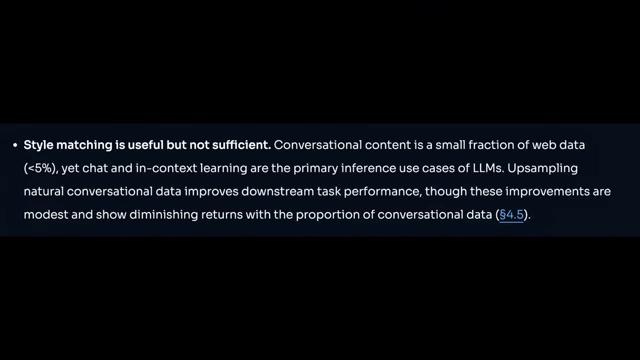 • Style matching is useful but not sufficient. Conversational content is a small fraction of web data
(<5%), yet chat and in-context learning are the primary inference use cases of LLMs. Upsampling
natural conversational data improves downstream task performance, though these improvements are
modest and show diminishing returns with the proportion of conversational data (§4.5).